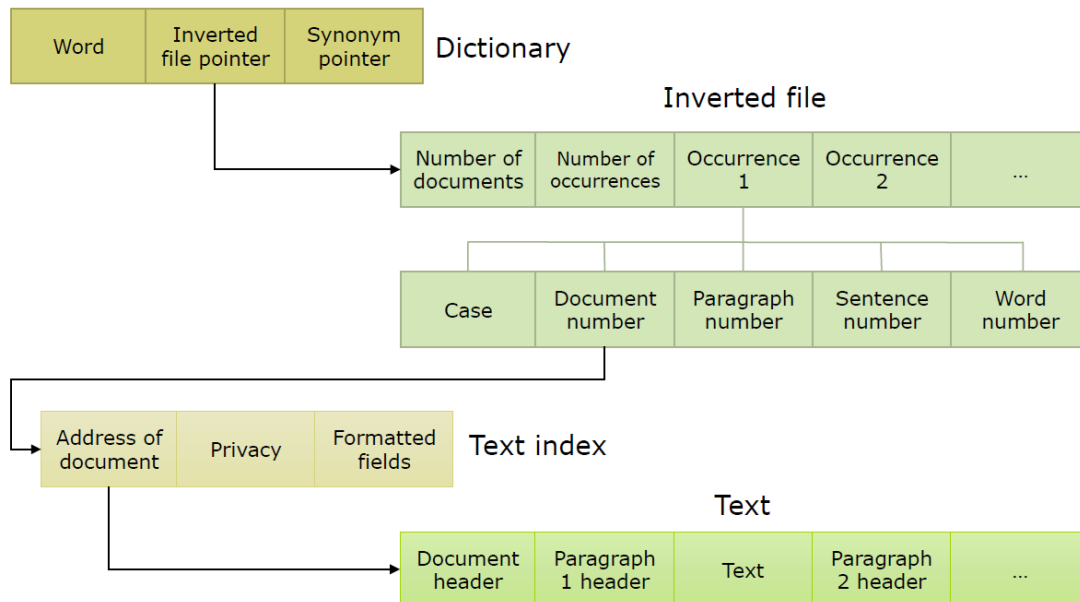 Word
Inverted
file pointer
Synonym
pointer
Dictionary
Inverted file
Number of
documents
Number of
occurrences
Occurrence
1
Occurrence
2
...
Case
Document
number
Paragraph
number
Sentence
number
Word
number
Address of
document
Privacy
Formatted
fields
Text index
Text
Document
header
Paragraph
1 header
Text
Paragraph
2 header
...